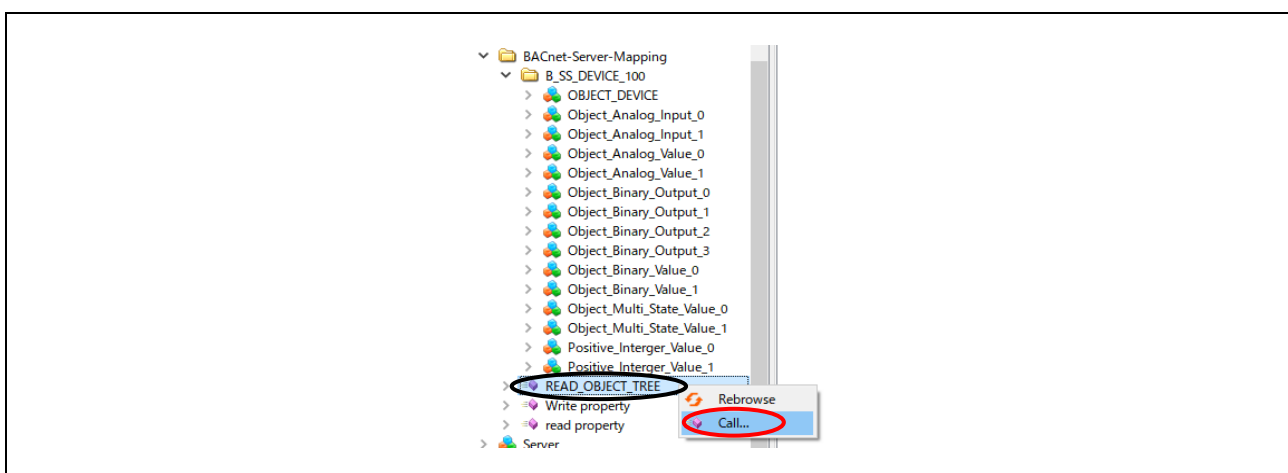 BACnet-Server-Mapping
B_SS_DEVICE_100
OBJECT_DEVICE
Object_Analog_Input_0
Object_Analog_Input_1
Object_Analog_Value_0
Object_Analog_Value_1
Object_Binary_Output_0
Object_Binary_Output_1
Object_Binary_Output_2
Object_Binary_Output_3
Object_Binary_Value_0
Object_Binary_Value_1
Object_Multi_State_Value_0
Object_Multi_State_Value_1
Positive_Interger_Value_0
Positive_Interger_Value_1
READ_OBJECT_TREE
Rebrowse
Write property
Call...
read property
Server